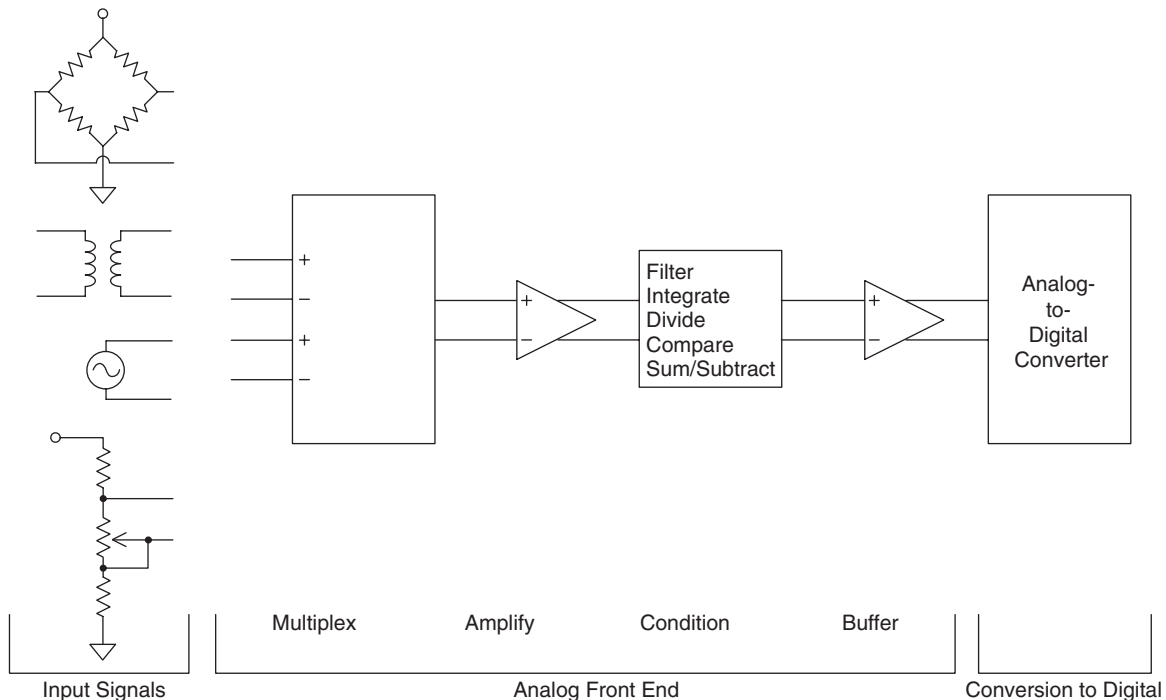 +
−
+
−
+
−
Filter
Integrate
Divide
Compare
Sum/Subtract
+
−
Analog-
to-
Digital
Converter
Multiplex
Amplify
Condition
Buffer
Input Signals
Analog Front End
Conversion to Digital